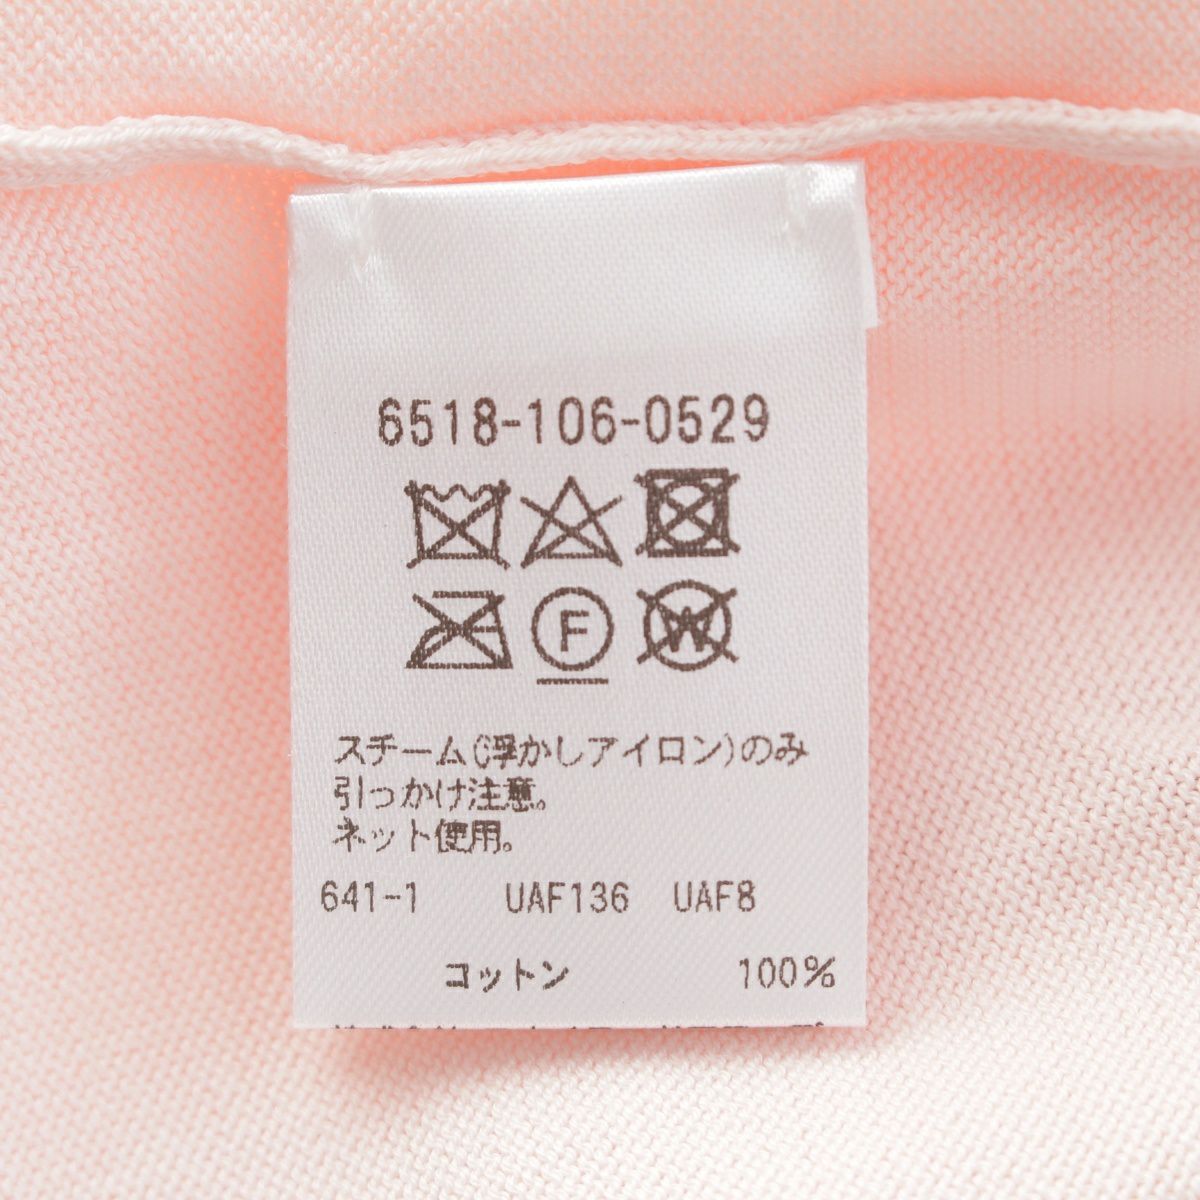 6518-106-0529
F
W
スチーム(浮かしアイロン)のみ
引っかけ注意。
ネット使用。
641-1 UAF136 UAF8
コットン 100%